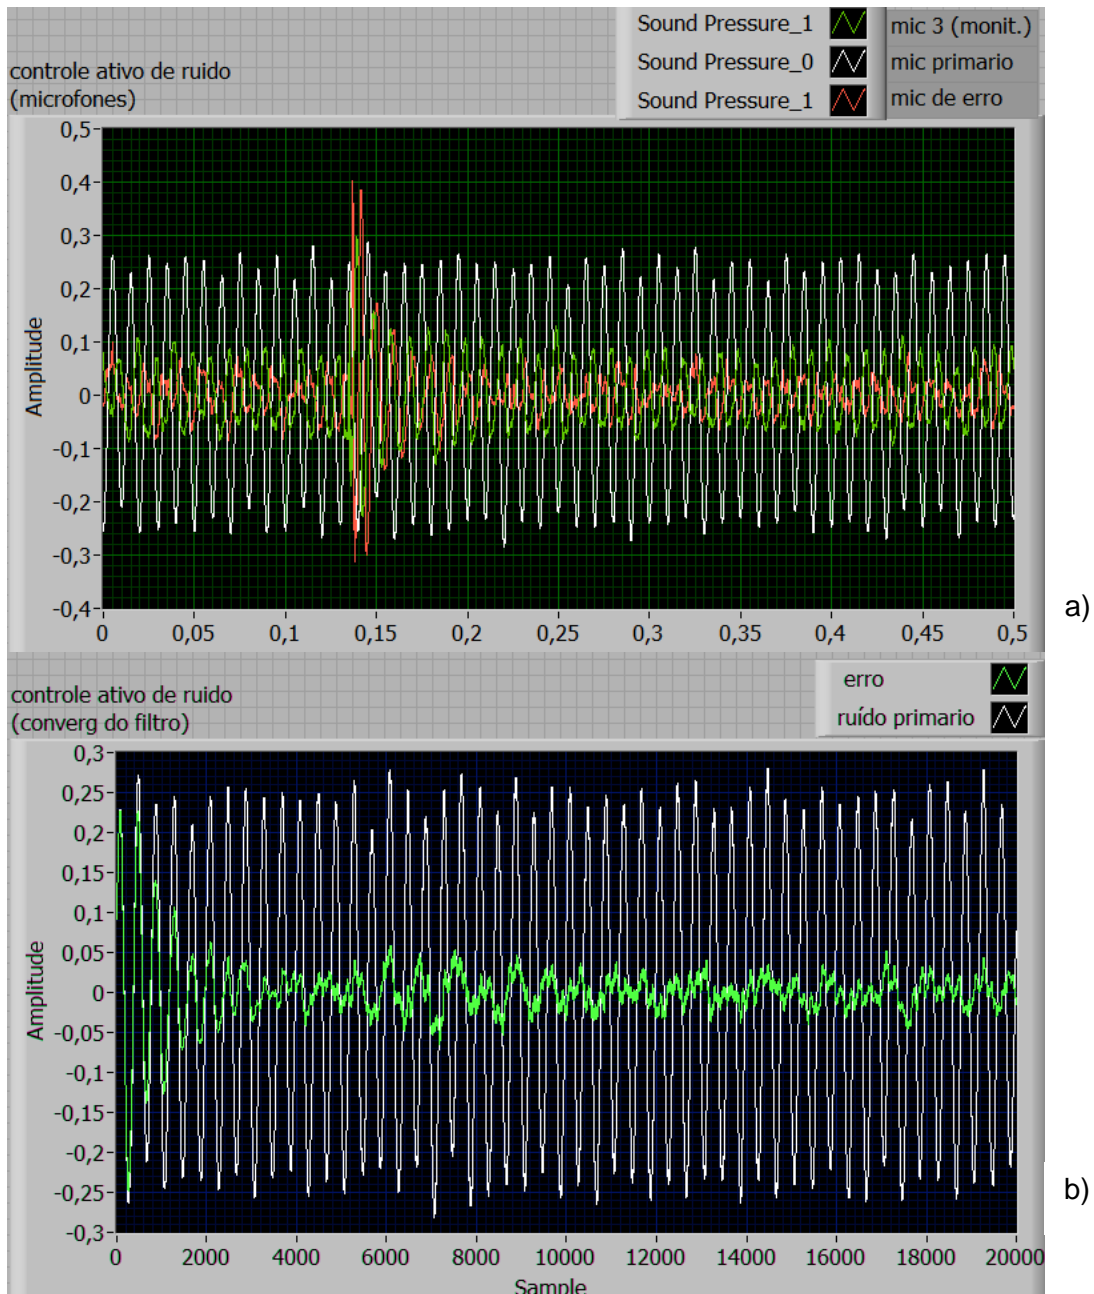 Sound Pressure_1 mic 3 (monit.)
Sound Pressure_0 mic primario
Sound Pressure_1 mic de erro
controle ativo de ruido
(microfones)
Amplitude
0,5
0,4
0,3
0,2
0,1
0
-0,1
-0,2
-0,3
-0,4
0 0,05 0,1 0,15 0,2 0,25 0,3 0,35 0,4 0,45 0,5
a)
erro
ruído primario
controle ativo de ruido
(converg do filtro)
Amplitude
0,3
0,25
0,2
0,15
0,1
0,05
0
-0,05
-0,1
-0,15
-0,2
-0,25
-0,3
0 2000 4000 6000 8000 10000 12000 14000 16000 18000 20000
Sample
b)